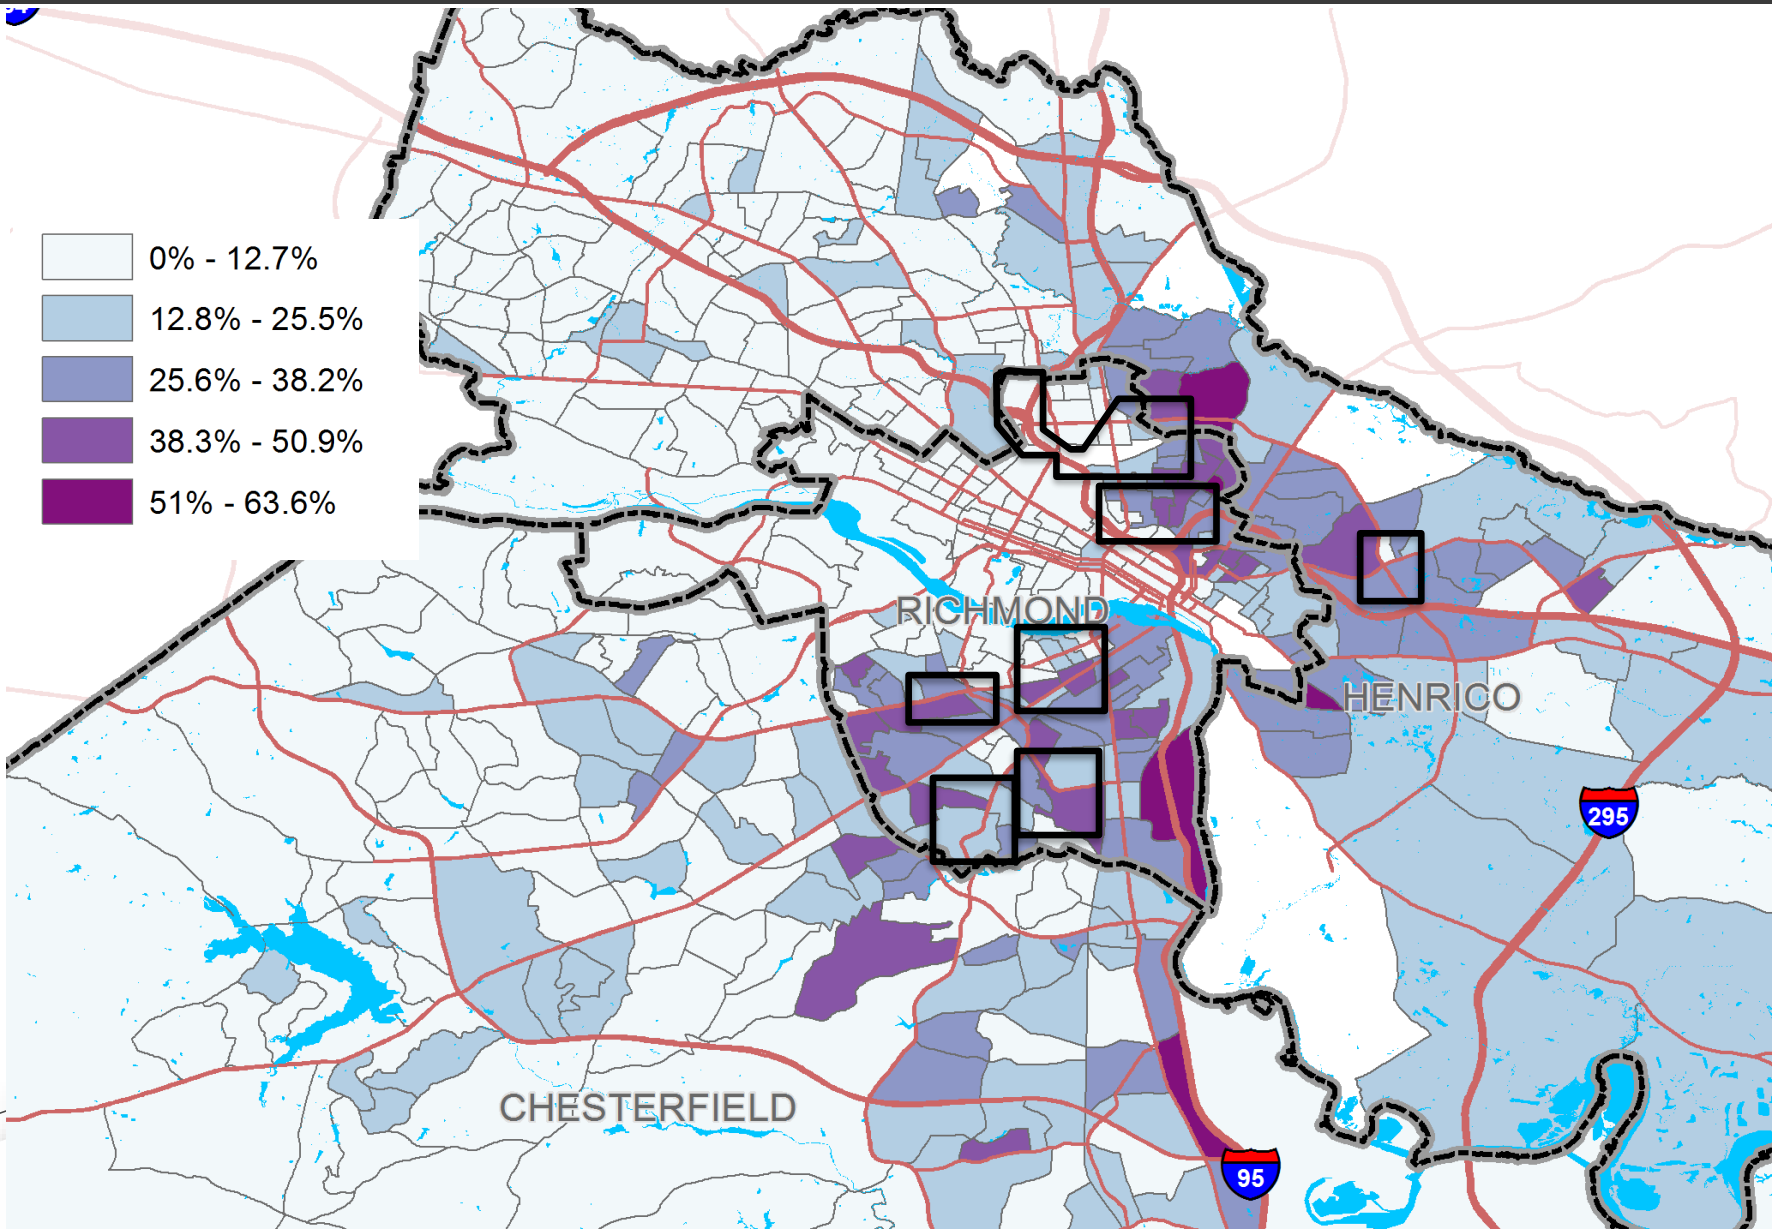 0% - 12.7%
12.8% - 25.5%
25.6% - 38.2%
38.3% - 50.9%
51% - 63.6%
RICHMOND
HENRICO
295
CHESTERFIELD
95